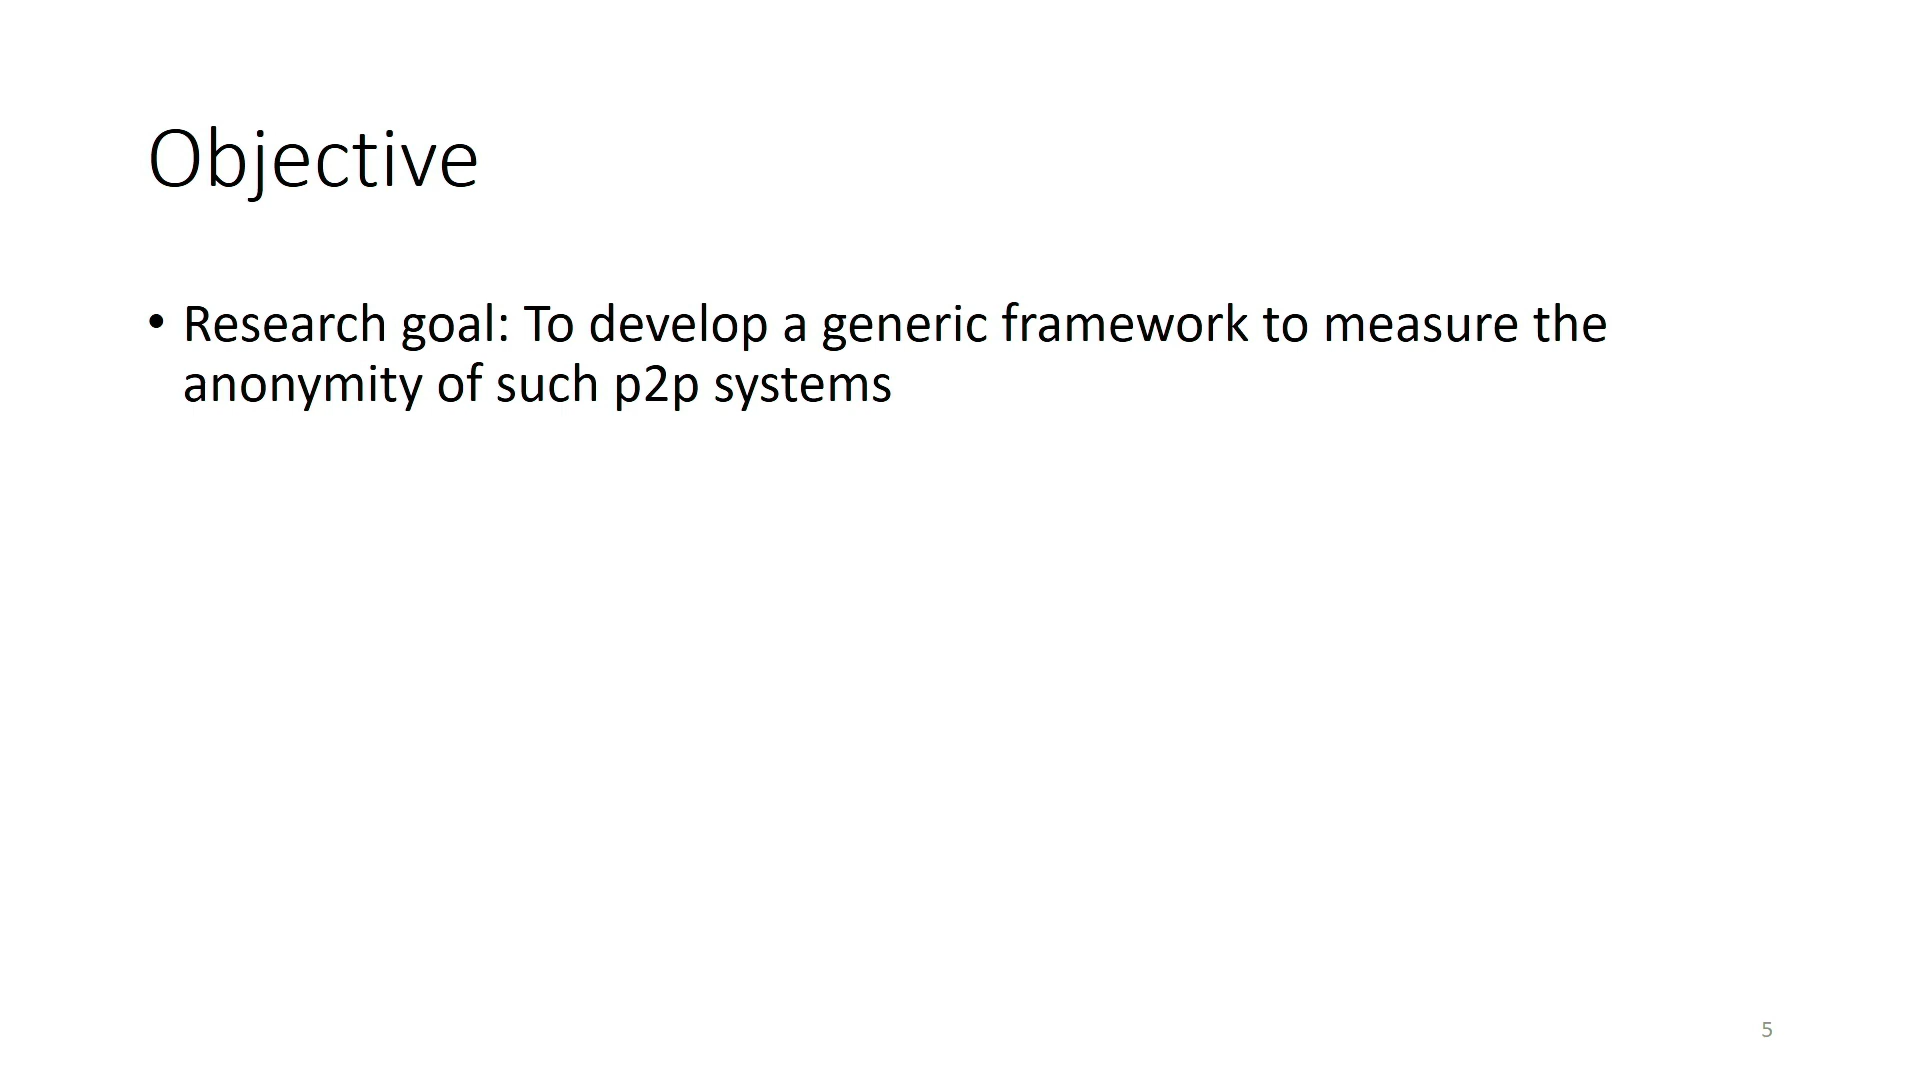 Objective
• Research goal: To develop a generic framework to measure the
anonymity of such p2p systems
5